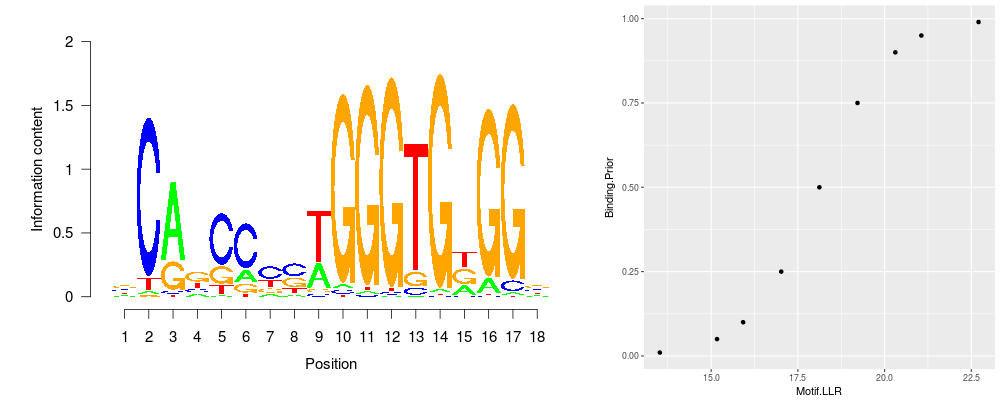 2
1.5
1
0.5
0
Information content
CAGGCCCCTGGGTGTGG
1 2 3 4 5 6 7 8 9 10 11 12 13 14 15 16 17 18
Position
1.00
0.75
0.50
0.25
0.00
Binding.Prior
15.0 17.5 20.0 22.5
Motif.LLR